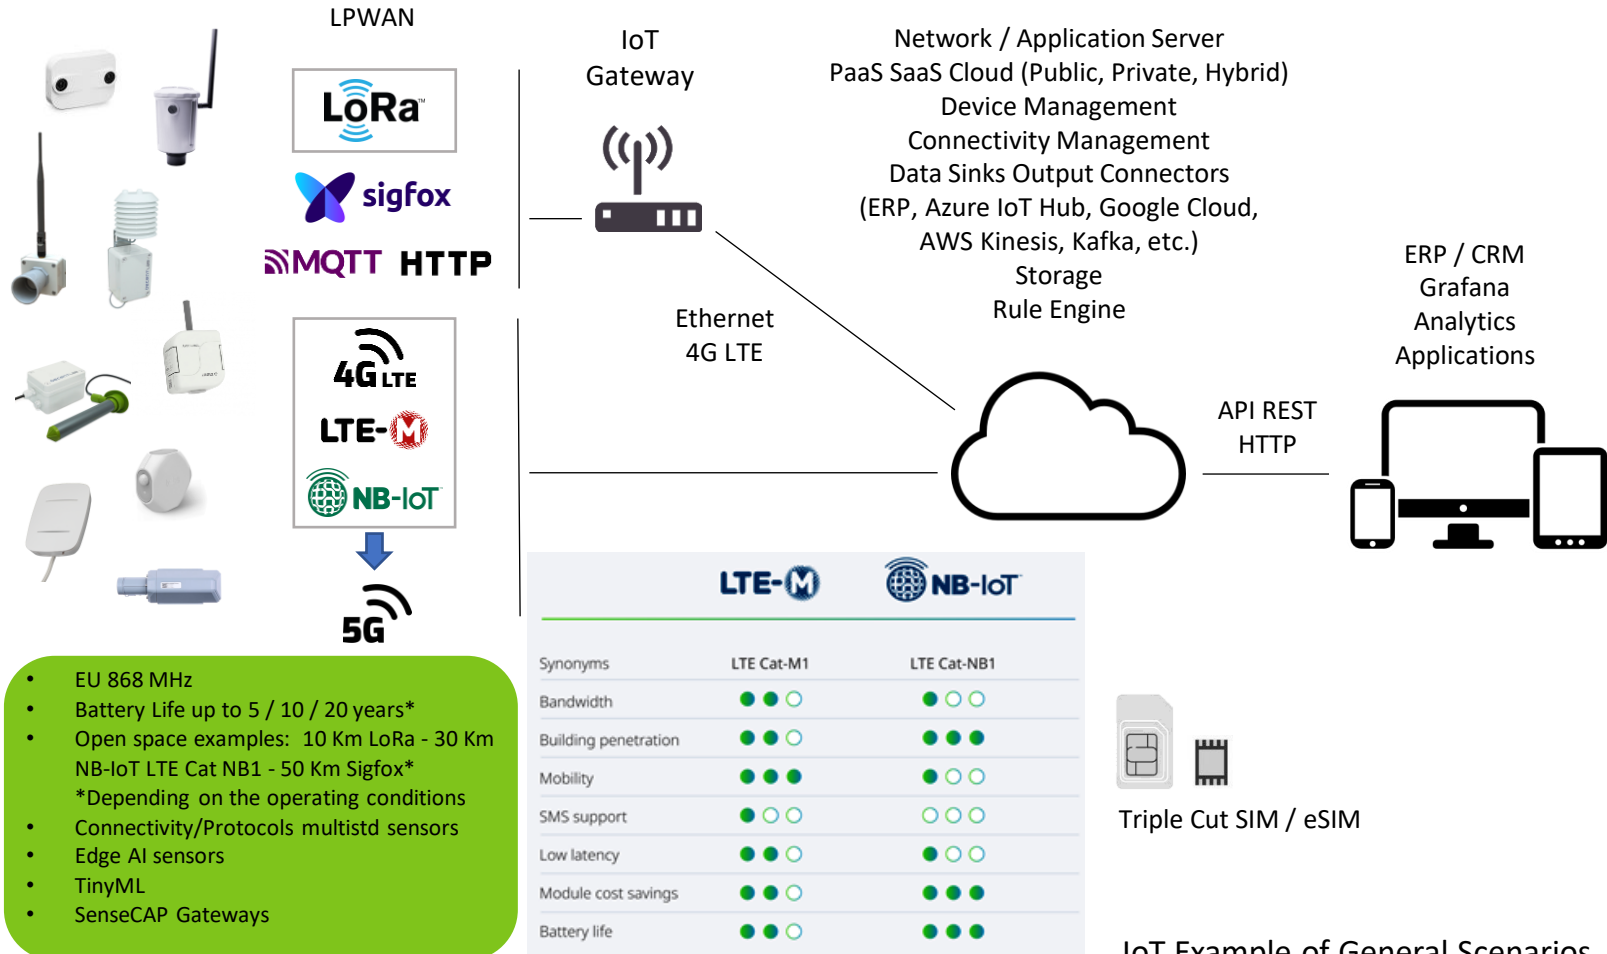 LPWAN
LoRa™
sigfox
MQTT HTTP
4G LTE
LTE-M
NB-IoT
5G
IoT
Gateway
Ethernet
4G LTE
Network / Application Server
PaaS SaaS Cloud (Public, Private, Hybrid)
Device Management
Connectivity Management
Data Sinks Output Connectors
(ERP, Azure IoT Hub, Google Cloud,
AWS Kinesis, Kafka, etc.)
Storage
Rule Engine
API REST
HTTP
ERP / CRM
Grafana
Analytics
Applications
• EU 868 MHz
• Battery Life up to 5 / 10 / 20 years*
• Open space examples: 10 Km LoRa - 30 Km
NB-IoT LTE Cat NB1 - 50 Km Sigfox*
*Depending on the operating conditions
• Connectivity/Protocols multistd sensors
• Edge AI sensors
• TinyML
• SenseCAP Gateways
LTE-M NB-IoT
Synonyms LTE Cat-M1 LTE Cat-NB1
Bandwidth
Building penetration
Mobility
SMS support
Low latency
Module cost savings
Battery life
Triple Cut SIM / eSIM
IoT Example of General Scenarios